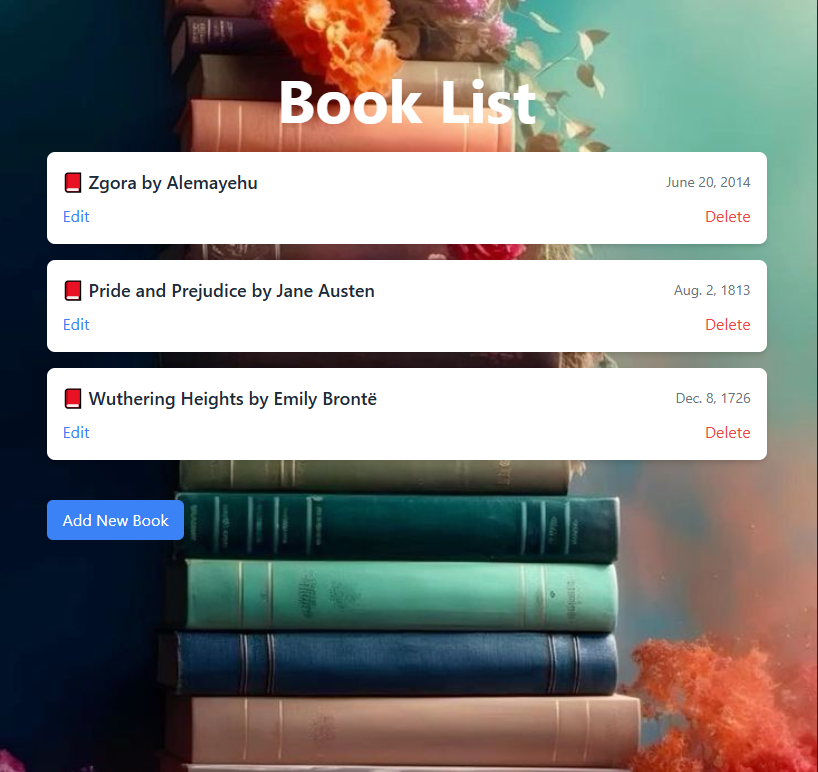 Book List
Zgora by Alemayehu
June 20, 2014
Edit
Delete
Pride and Prejudice by Jane Austen
Aug. 2, 1813
Edit
Delete
Wuthering Heights by Emily Brontë
Dec. 8, 1726
Edit
Delete
Add New Book